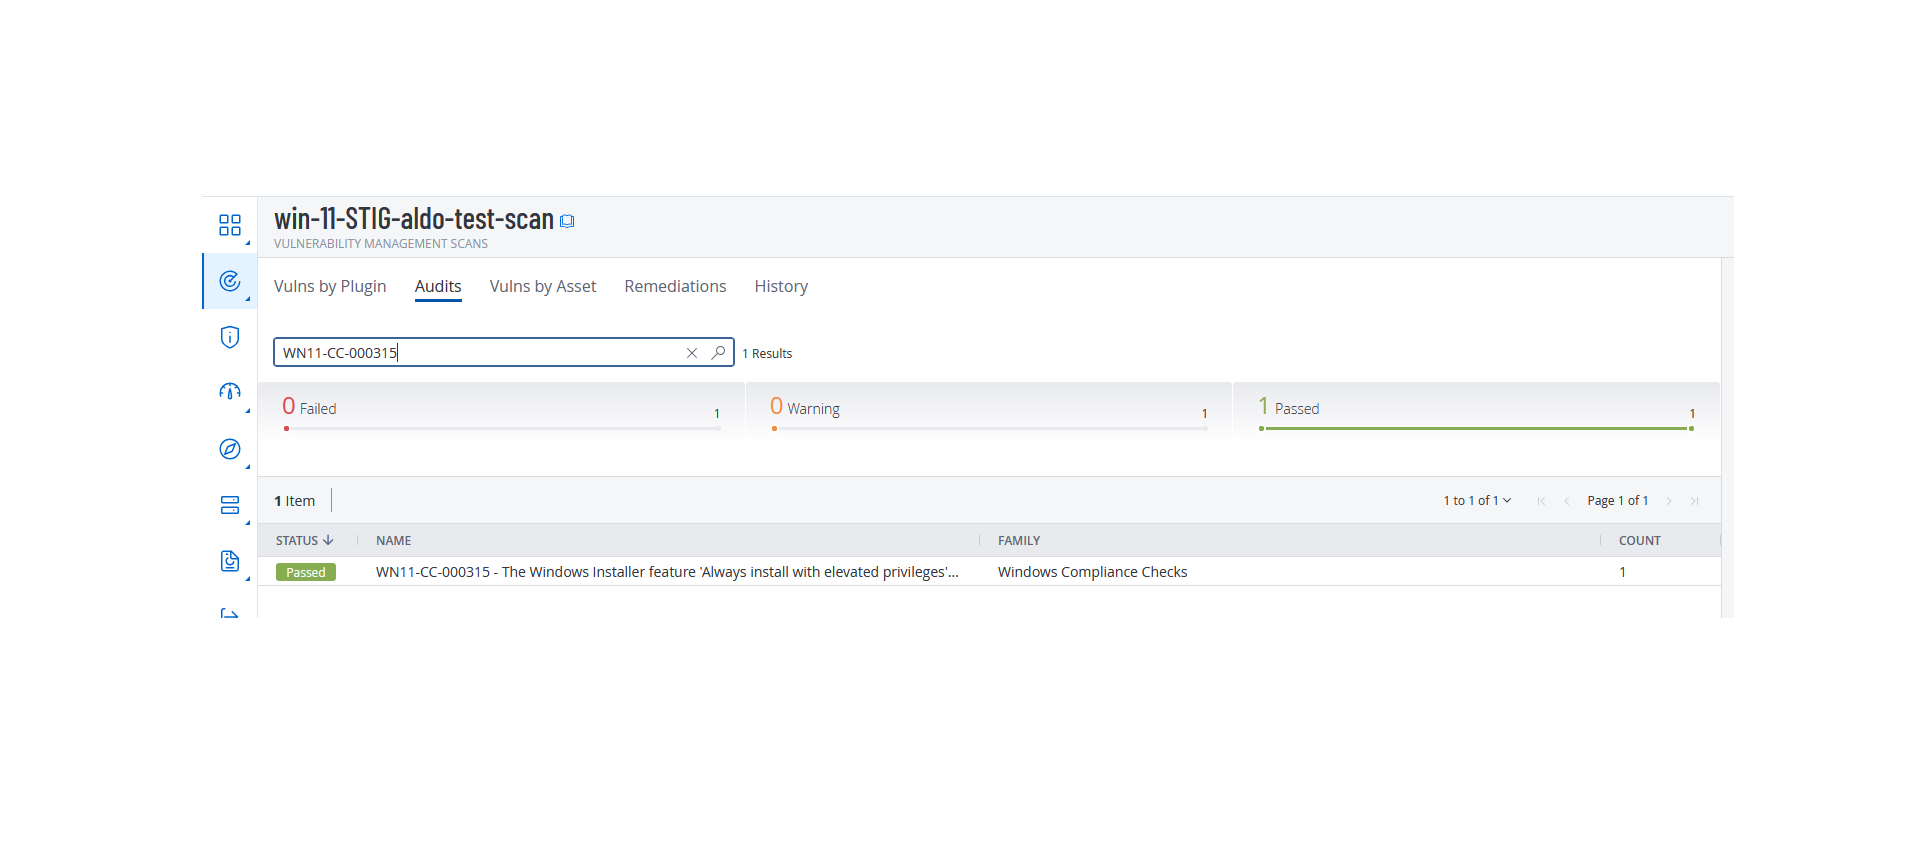 win-11-STIG-aldo-test-scan
VULNERABILITY MANAGEMENT SCANS
Vulns by Plugin Audits Vulns by Asset Remediations History
WN11-CC-000315 1 Results
0 Failed 1 0 Warning 1 1 Passed 1
1 Item 1 to 1 of 1 Page 1 of 1
STATUS NAME FAMILY COUNT
Passed WN11-CC-000315 - The Windows Installer feature 'Always install with elevated privileges'... Windows Compliance Checks 1